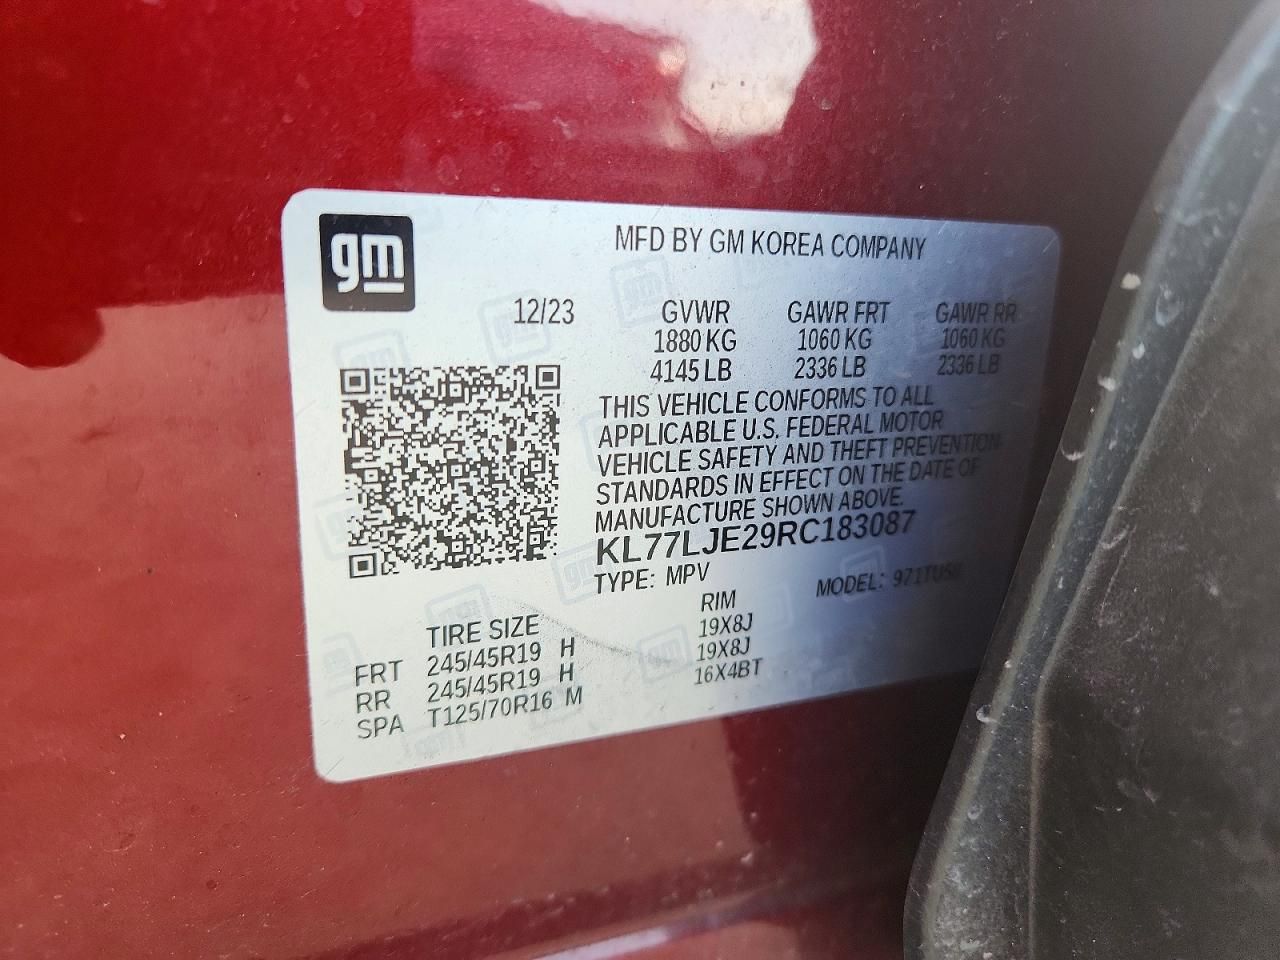 gm
MFD BY GM KOREA COMPANY
12/23 GVWR GAWR FRT GAWR RR
1880 KG 1060 KG 1060 KG
4145 LB 2336 LB 2336 LB
THIS VEHICLE CONFORMS TO ALL
APPLICABLE U.S. FEDERAL MOTOR
VEHICLE SAFETY AND THEFT PREVENTION
STANDARDS IN EFFECT ON THE DATE OF
MANUFACTURE SHOWN ABOVE.
KL77LJE29RC183087
TYPE: MPV MODEL:
TIRE SIZE RIM
FRT 245/45R19 H 19X8J
RR 245/45R19 H 19X8J
SPA T125/70R16 M 16X4BT